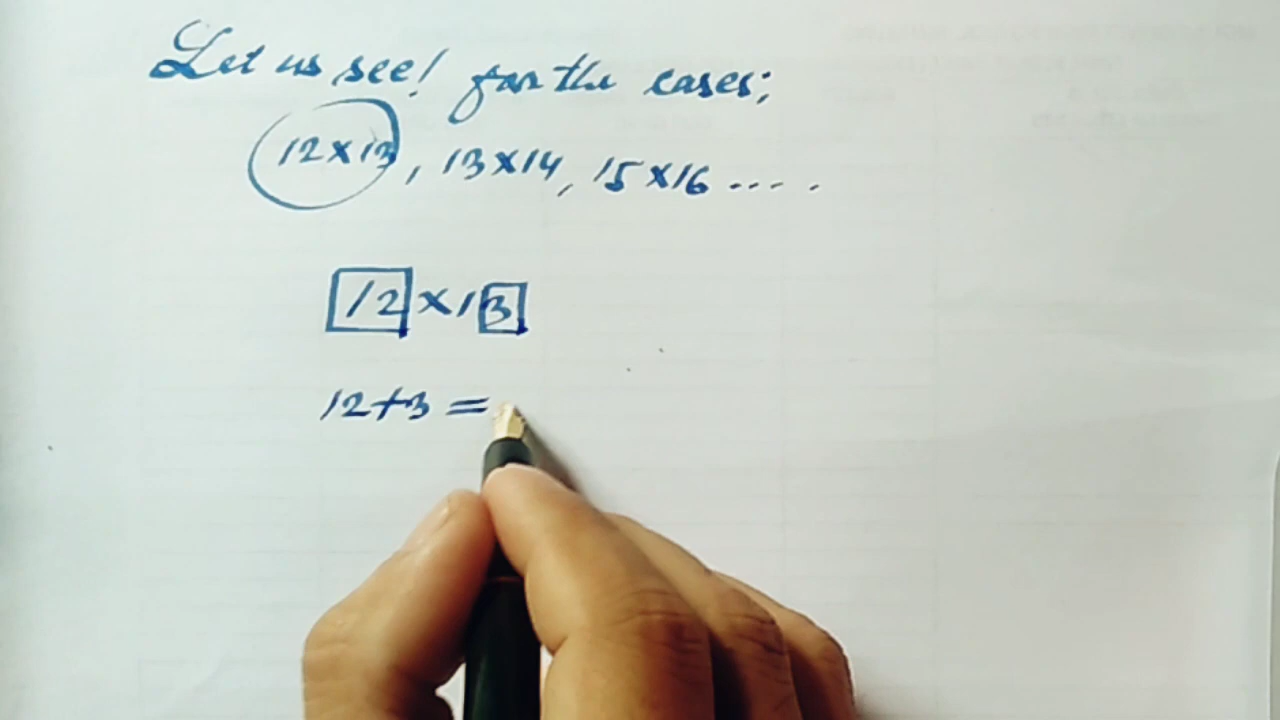 Let us see! for the cases;
12×13, 13×14, 15×16 .... .
12×13
12+3=